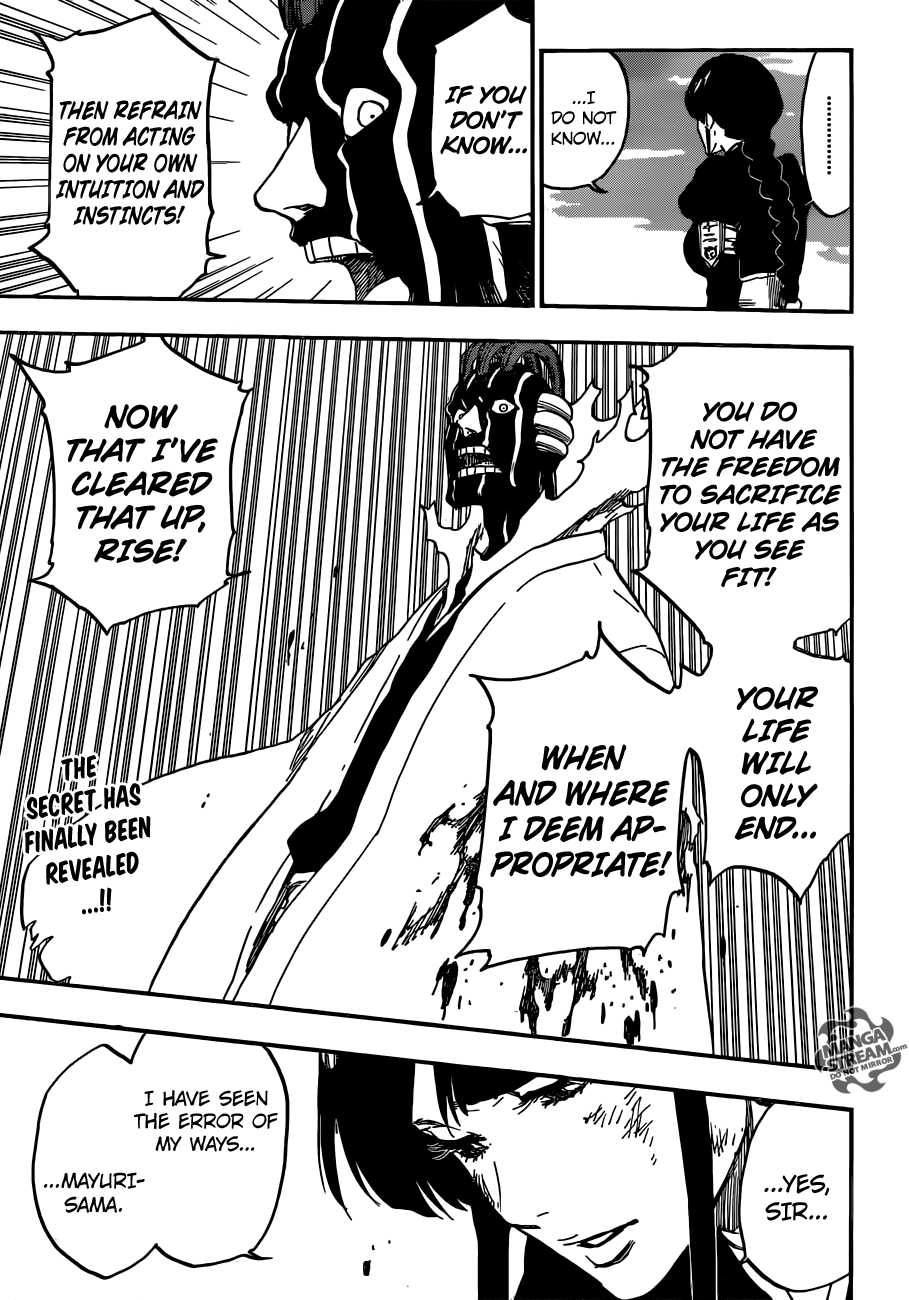 ............
...I
DO NOT
KNOW...
IF YOU
DON'T
KNOW...
THEN REFRAIN
FROM ACTING
ON YOUR OWN
INTUITION AND
INSTINCTS!
YOU DO
NOT HAVE
THE FREEDOM
TO SACRIFICE
YOUR LIFE AS
YOU SEE
FIT!
YOUR
LIFE
WILL
ONLY
END...
WHEN
AND WHERE
I DEEM AP-
PROPRIATE!
NOW
THAT I'VE
CLEARED
THAT UP,
RISE!
THE
SECRET HAS
FINALLY BEEN
REVEALED
...!!
MANGA
STREAM.com
DO NOT MIRROR
...YES,
SIR...
I HAVE SEEN
THE ERROR OF
MY WAYS...
...MAYURI-
SAMA.